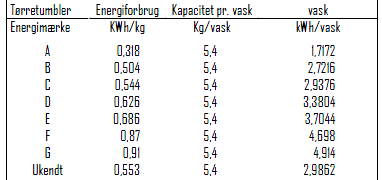 Tørretumbler Energiforbrug Kapacitet pr. vask vask
Energimærke KWh/kg Kg/vask kWh/vask
A 0,318 5,4 1,7172
B 0,504 5,4 2,7216
C 0,544 5,4 2,9376
D 0,626 5,4 3,3804
E 0,686 5,4 3,7044
F 0,87 5,4 4,698
G 0,91 5,4 4,914
Ukendt 0,553 5,4 2,9862